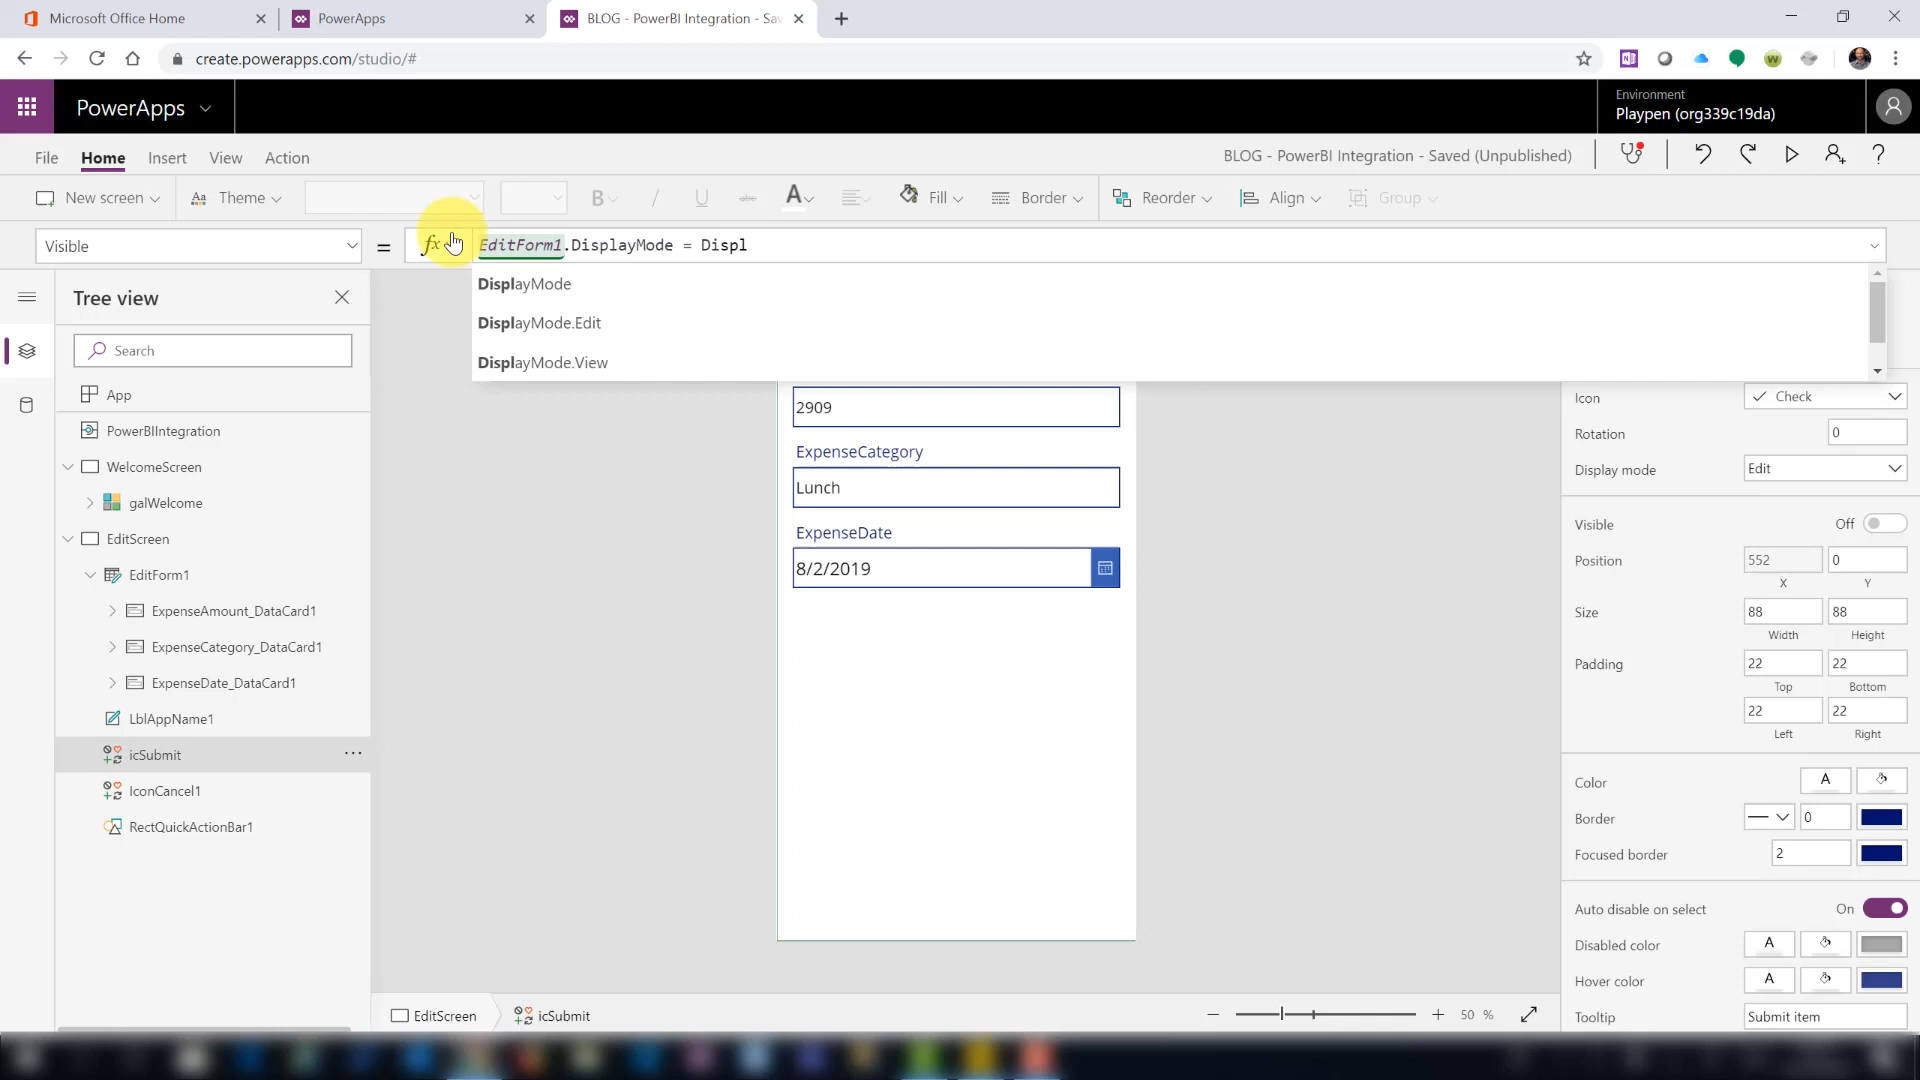 Microsoft Office Home
PowerApps
BLOG - PowerBI Integration - Sav
create.powerapps.com/studio/#
PowerApps
Environment
Playpen (org339c19da)
File
Home
Insert
View
Action
BLOG - PowerBI Integration - Saved (Unpublished)
New screen
Theme
B
/
U
abc
A
Fill
Border
Reorder
Align
Group
Visible
=
fx
EditForm1.DisplayMode = Displ
DisplayMode
DisplayMode.Edit
DisplayMode.View
Tree view
Search
App
PowerBIIntegration
WelcomeScreen
galWelcome
EditScreen
EditForm1
ExpenseAmount_DataCard1
ExpenseCategory_DataCard1
ExpenseDate_DataCard1
LblAppName1
icSubmit
IconCancel1
RectQuickActionBar1
2909
ExpenseCategory
Lunch
ExpenseDate
8/2/2019
Icon
Check
Rotation
0
Display mode
Edit
Visible
Off
Position
552
0
X
Y
Size
88
88
Width
Height
Padding
22
22
Top
Bottom
22
22
Left
Right
Color
A
Border
0
Focused border
2
Auto disable on select
On
Disabled color
A
Hover color
A
Tooltip
Submit item
EditScreen
icSubmit
50 %